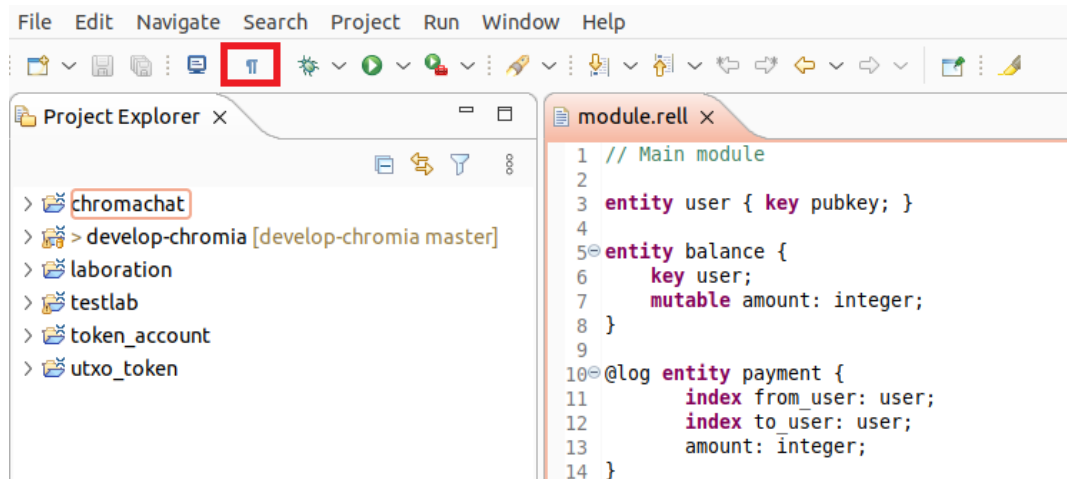 File Edit Navigate Search Project Run Window Help
¶
Project Explorer
module.rell
chromachat
> develop-chromia [develop-chromia master]
laboration
testlab
token_account
utxo_token
1 // Main module
2
3 entity user { key pubkey; }
4
5 entity balance {
6 key user;
7 mutable amount: integer;
8 }
9
10 @log entity payment {
11 index from_user: user;
12 index to_user: user;
13 amount: integer;
14 }